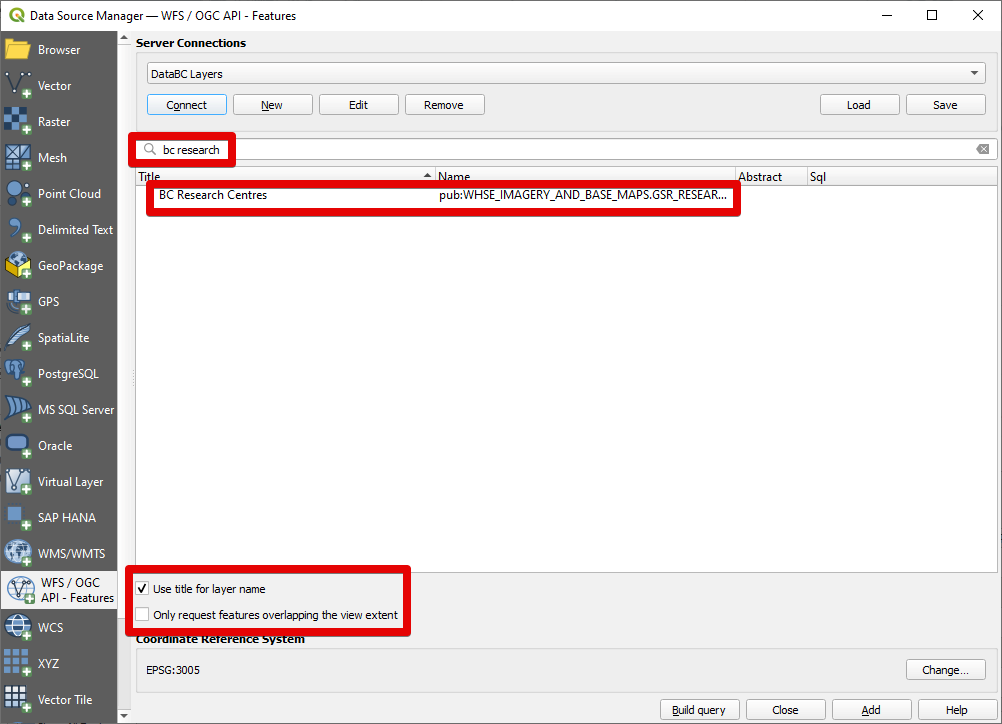 Data Source Manager — WFS / OGC API - Features
Browser
Vector
Raster
Mesh
Point Cloud
Delimited Text
GeoPackage
GPS
SpatiaLite
PostgreSQL
MS SQL Server
Oracle
Virtual Layer
SAP HANA
WMS/WMTS
WFS / OGC
API - Features
WCS
XYZ
Vector Tile
Server Connections
DataBC Layers
Connect New Edit Remove Load Save
bc research
Title Name Abstract Sql
BC Research Centres pub:WHSE_IMAGERY_AND_BASE_MAPS.GSR_RESEAR...
Use title for layer name
Only request features overlapping the view extent
Coordinate Reference System
EPSG:3005
Change...
Build query Close Add Help